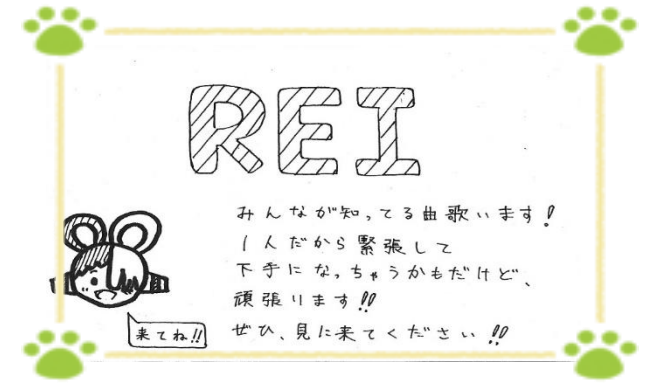 REI
みんなが知ってる曲歌います!
1人だから緊張して
下手になっちゃうかもだけど、
頑張ります!!
来てね!!
ぜひ、見に来てください!!